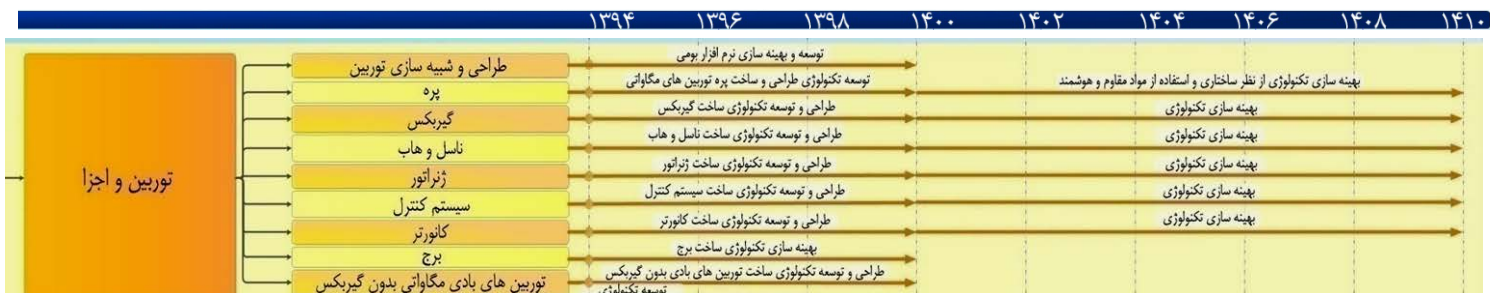 ۱۳۹۴ ۱۳۹۶ ۱۳۹۸ ۱۴۰۰ ۱۴۰۲ ۱۴۰۴ ۱۴۰۶ ۱۴۰۸ ۱۴۱۰
توربین و اجزا
طراحی و شبیه سازی توربین
توسعه و بهینه سازی نرم افزار بومی
پره
توسعه تکنولوژی طراحی و ساخت پره توربین های مگاواتی
بهینه سازی تکنولوژی از نظر ساختاری و استفاده از مواد مقاوم و هوشمند
گیربکس
طراحی و توسعه تکنولوژی ساخت گیربکس
بهینه سازی تکنولوژی
ناسل و هاب
طراحی و توسعه تکنولوژی ساخت ناسل و هاب
بهینه سازی تکنولوژی
ژنراتور
طراحی و توسعه تکنولوژی ساخت ژنراتور
بهینه سازی تکنولوژی
سیستم کنترل
طراحی و توسعه تکنولوژی ساخت سیستم کنترل
بهینه سازی تکنولوژی
کانورتر
طراحی و توسعه تکنولوژی ساخت کانورتر
بهینه سازی تکنولوژی
برج
بهینه سازی تکنولوژی ساخت برج
توربین های بادی مگاواتی بدون گیربکس
طراحی و توسعه تکنولوژی ساخت توربین های بادی بدون گیربکس
توسعه تکنولوژی